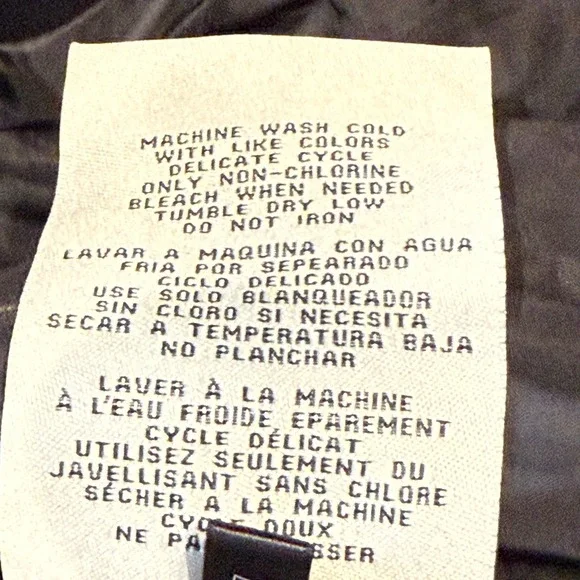 MACHINE WASH COLD
WITH LIKE COLORS
DELICATE CYCLE
ONLY NON-CHLORINE
BLEACH WHEN NEEDED
TUMBLE DRY LOW
DO NOT IRON
LAVAR A MAQUINA CON AGUA
FRIA POR SEPEARADO
CICLO DELICADO
USE SOLO BLANQUEADOR
SIN CLORO SI NECESITA
SECAR A TEMPERATURA BAJA
NO PLANCHAR
LAVER À LA MACHINE
À L'EAU FROIDE EPAREMENT
CYCLE DÉLICAT
UTILISEZ SEULEMENT DU
JAVELLISANT SANS CHLORE
SÉCHER A LA MACHINE
DOUX
NE